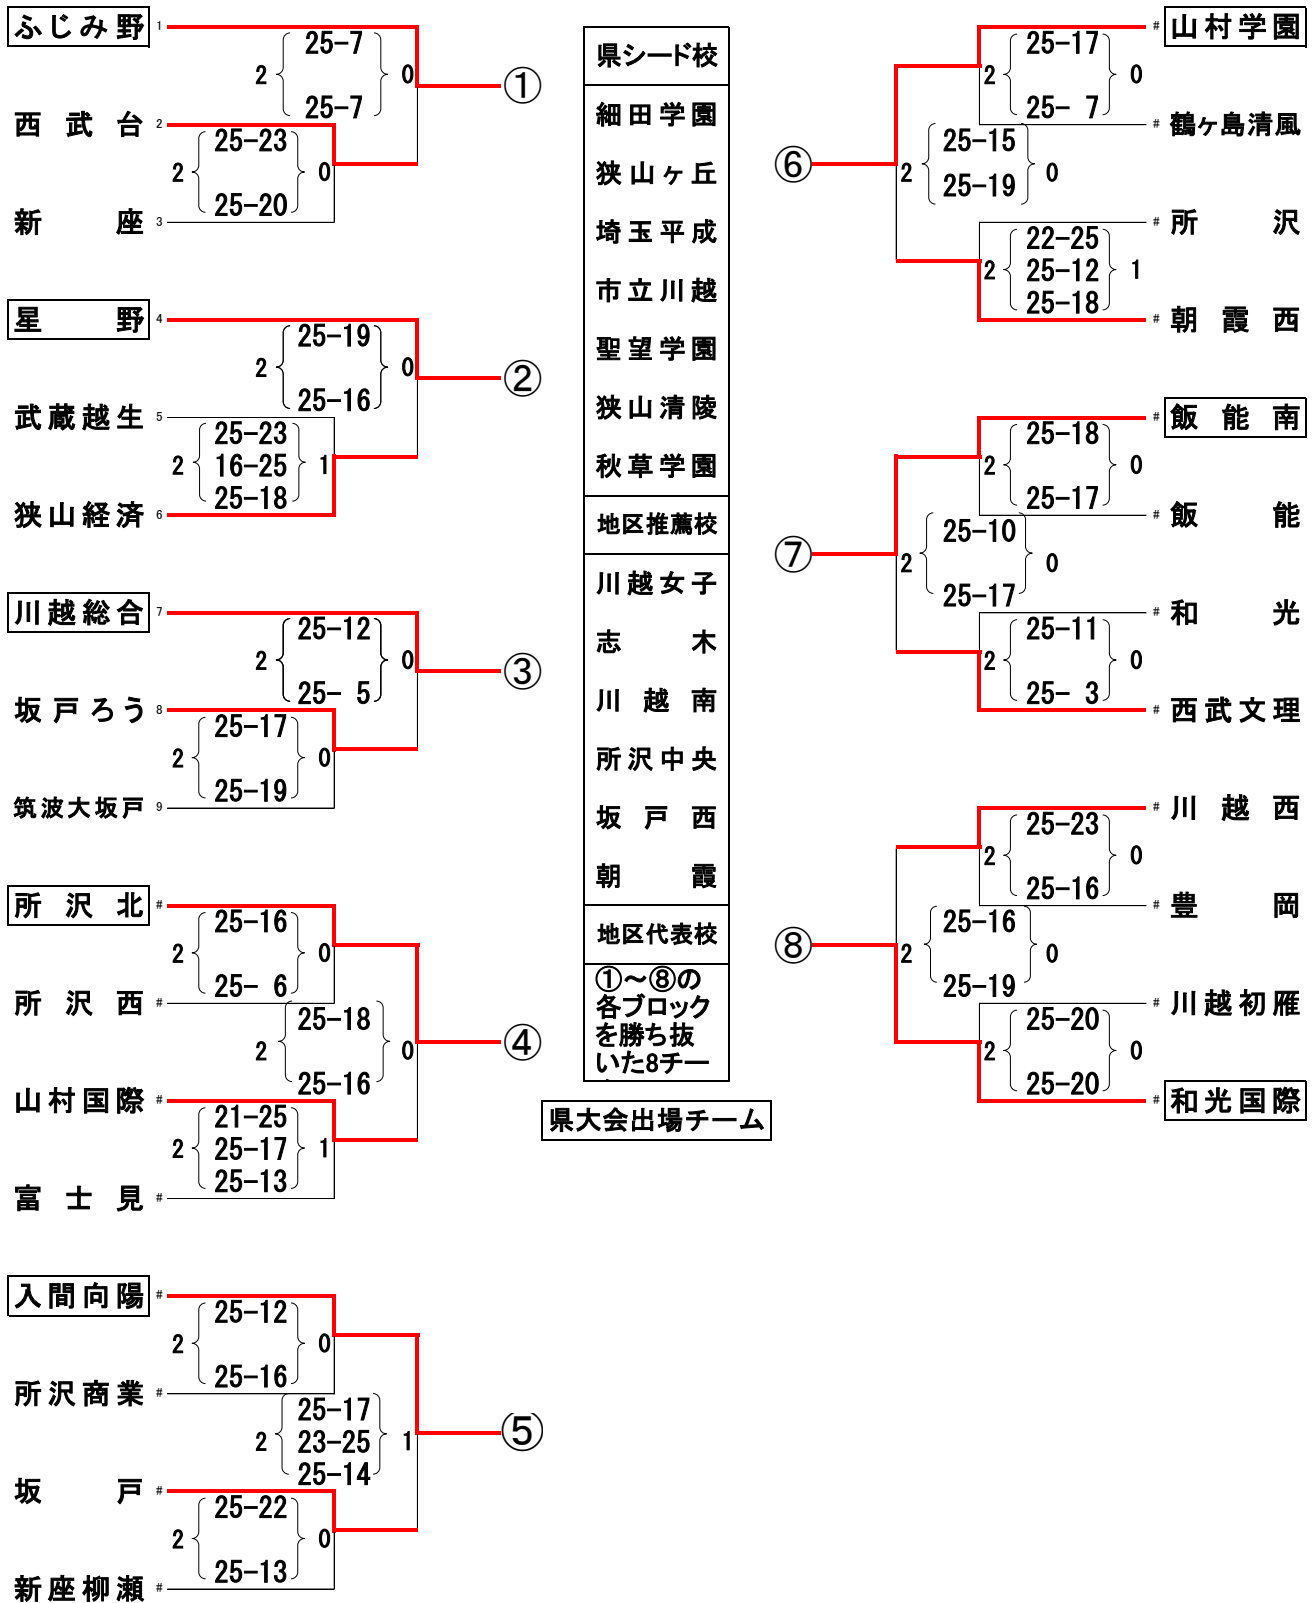 ふじみ野 1
25-7
2 0
25-7
①
西武台 2
25-23
2 0
25-20
新座 3
星野 4
25-19
2 0
25-16
②
武蔵越生 5
25-23
2 16-25 1
25-18
狭山経済 6
川越総合 7
25-12
2 0
25- 5
③
坂戸ろう 8
25-17
2 0
25-19
筑波大坂戸 9
所沢北 #
25-16
2 0
25- 6
所沢西 #
25-18
2 0
25-16
④
山村国際 #
21-25
2 25-17 1
25-13
富士見 #
入間向陽 #
25-12
2 0
25-16
所沢商業 #
25-17
2 23-25 1
25-14
⑤
坂戸 #
25-22
2 0
25-13
新座柳瀬 #
県シード校
細田学園
狭山ヶ丘
埼玉平成
市立川越
聖望学園
狭山清陵
秋草学園
地区推薦校
川越女子
志木
川越南
所沢中央
坂戸西
朝霞
地区代表校
①~⑧の
各ブロック
を勝ち抜
いた8チー
県大会出場チーム
# 山村学園
25-17
2 0
25- 7
# 鶴ヶ島清風
⑥
25-15
2 0
25-19
# 所沢
22-25
2 25-12 1
25-18
# 朝霞西
# 飯能南
25-18
2 0
25-17
# 飯能
⑦
25-10
2 0
25-17
# 和光
25-11
2 0
25- 3
# 西武文理
# 川越西
25-23
2 0
25-16
# 豊岡
⑧
25-16
2 0
25-19
# 川越初雁
25-20
2 0
25-20
# 和光国際